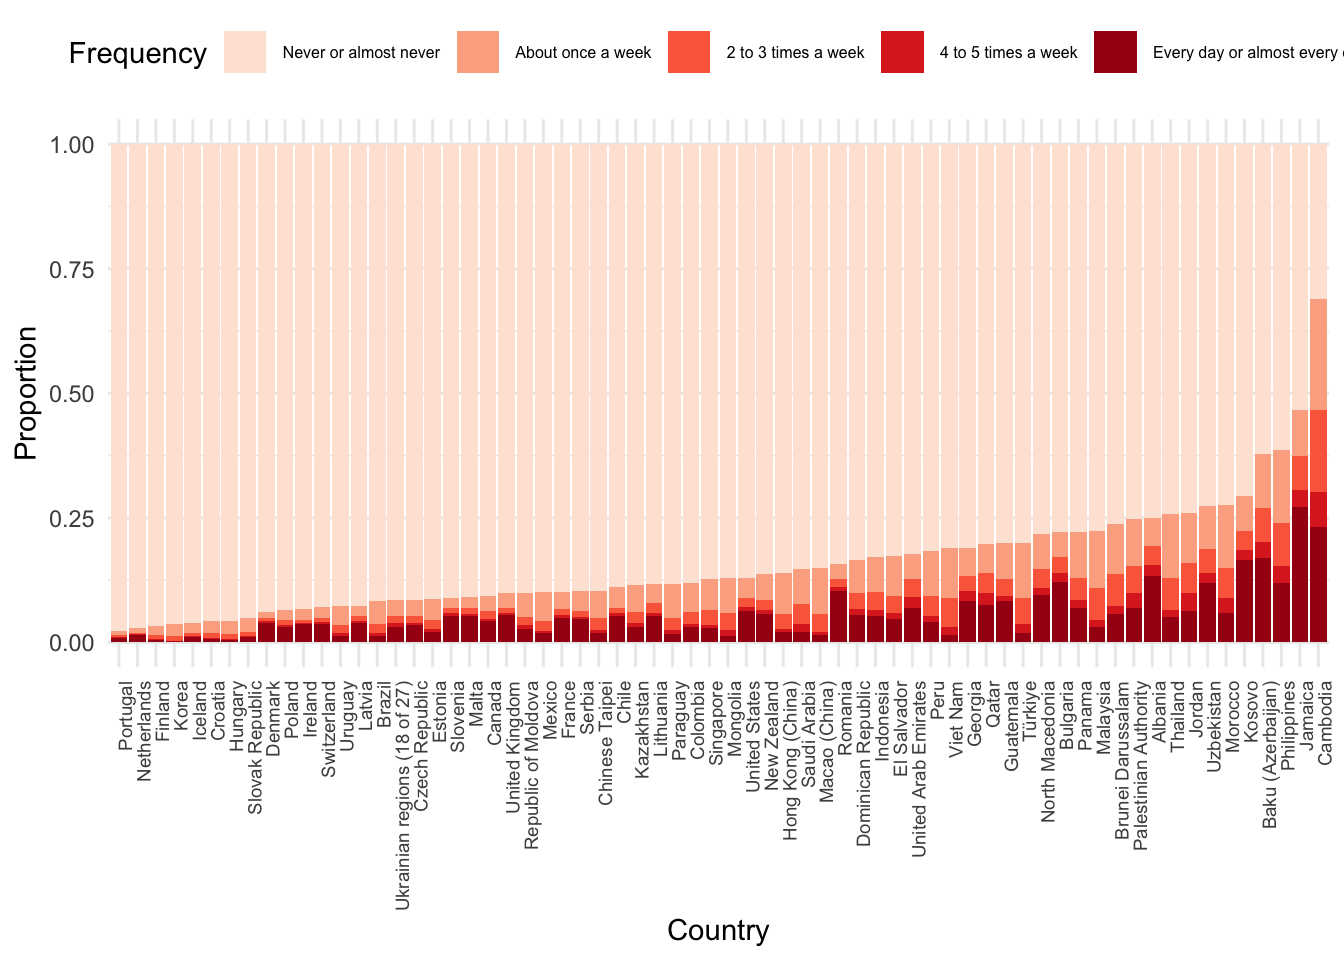 Frequency Never or almost never About once a week 2 to 3 times a week 4 to 5 times a week Every day or almost every
1.00
0.75
0.50
0.25
0.00
Proportion
Portugal
Netherlands
Finland
Korea
Iceland
Croatia
Hungary
Slovak Republic
Denmark
Poland
Ireland
Switzerland
Uruguay
Latvia
Brazil
Ukrainian regions (18 of 27)
Czech Republic
Estonia
Slovenia
Malta
Canada
United Kingdom
Republic of Moldova
Mexico
France
Serbia
Chinese Taipei
Chile
Kazakhstan
Lithuania
Paraguay
Colombia
Singapore
Mongolia
United States
New Zealand
Hong Kong (China)
Saudi Arabia
Macao (China)
Romania
Dominican Republic
Indonesia
El Salvador
United Arab Emirates
Peru
Viet Nam
Georgia
Qatar
Guatemala
Türkiye
North Macedonia
Bulgaria
Panama
Malaysia
Brunei Darussalam
Palestinian Authority
Albania
Thailand
Jordan
Uzbekistan
Morocco
Kosovo
Baku (Azerbaijan)
Philippines
Jamaica
Cambodia
Country